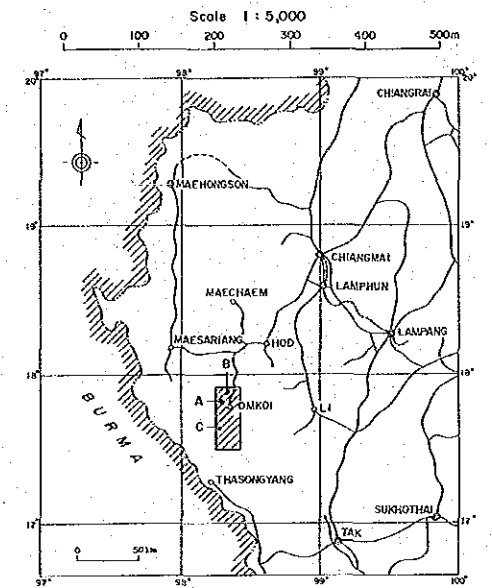 Scale 1 : 5,000
0 100 200 300 400 500m
97° 98° 99° 100°
20° 20°
CHIANGRAI
MAEHONGSON
19° 19°
CHIANGMAI
MAECHAEM
LAMPHUN
LAMPANG
MAESARIANG
HOD
18° 18°
B
A
OMKOI
LI
C
BURMA
THASONGYANG
SUKHOTHAI
17° 17°
TAK
0 50km
97° 98° 99° 100°